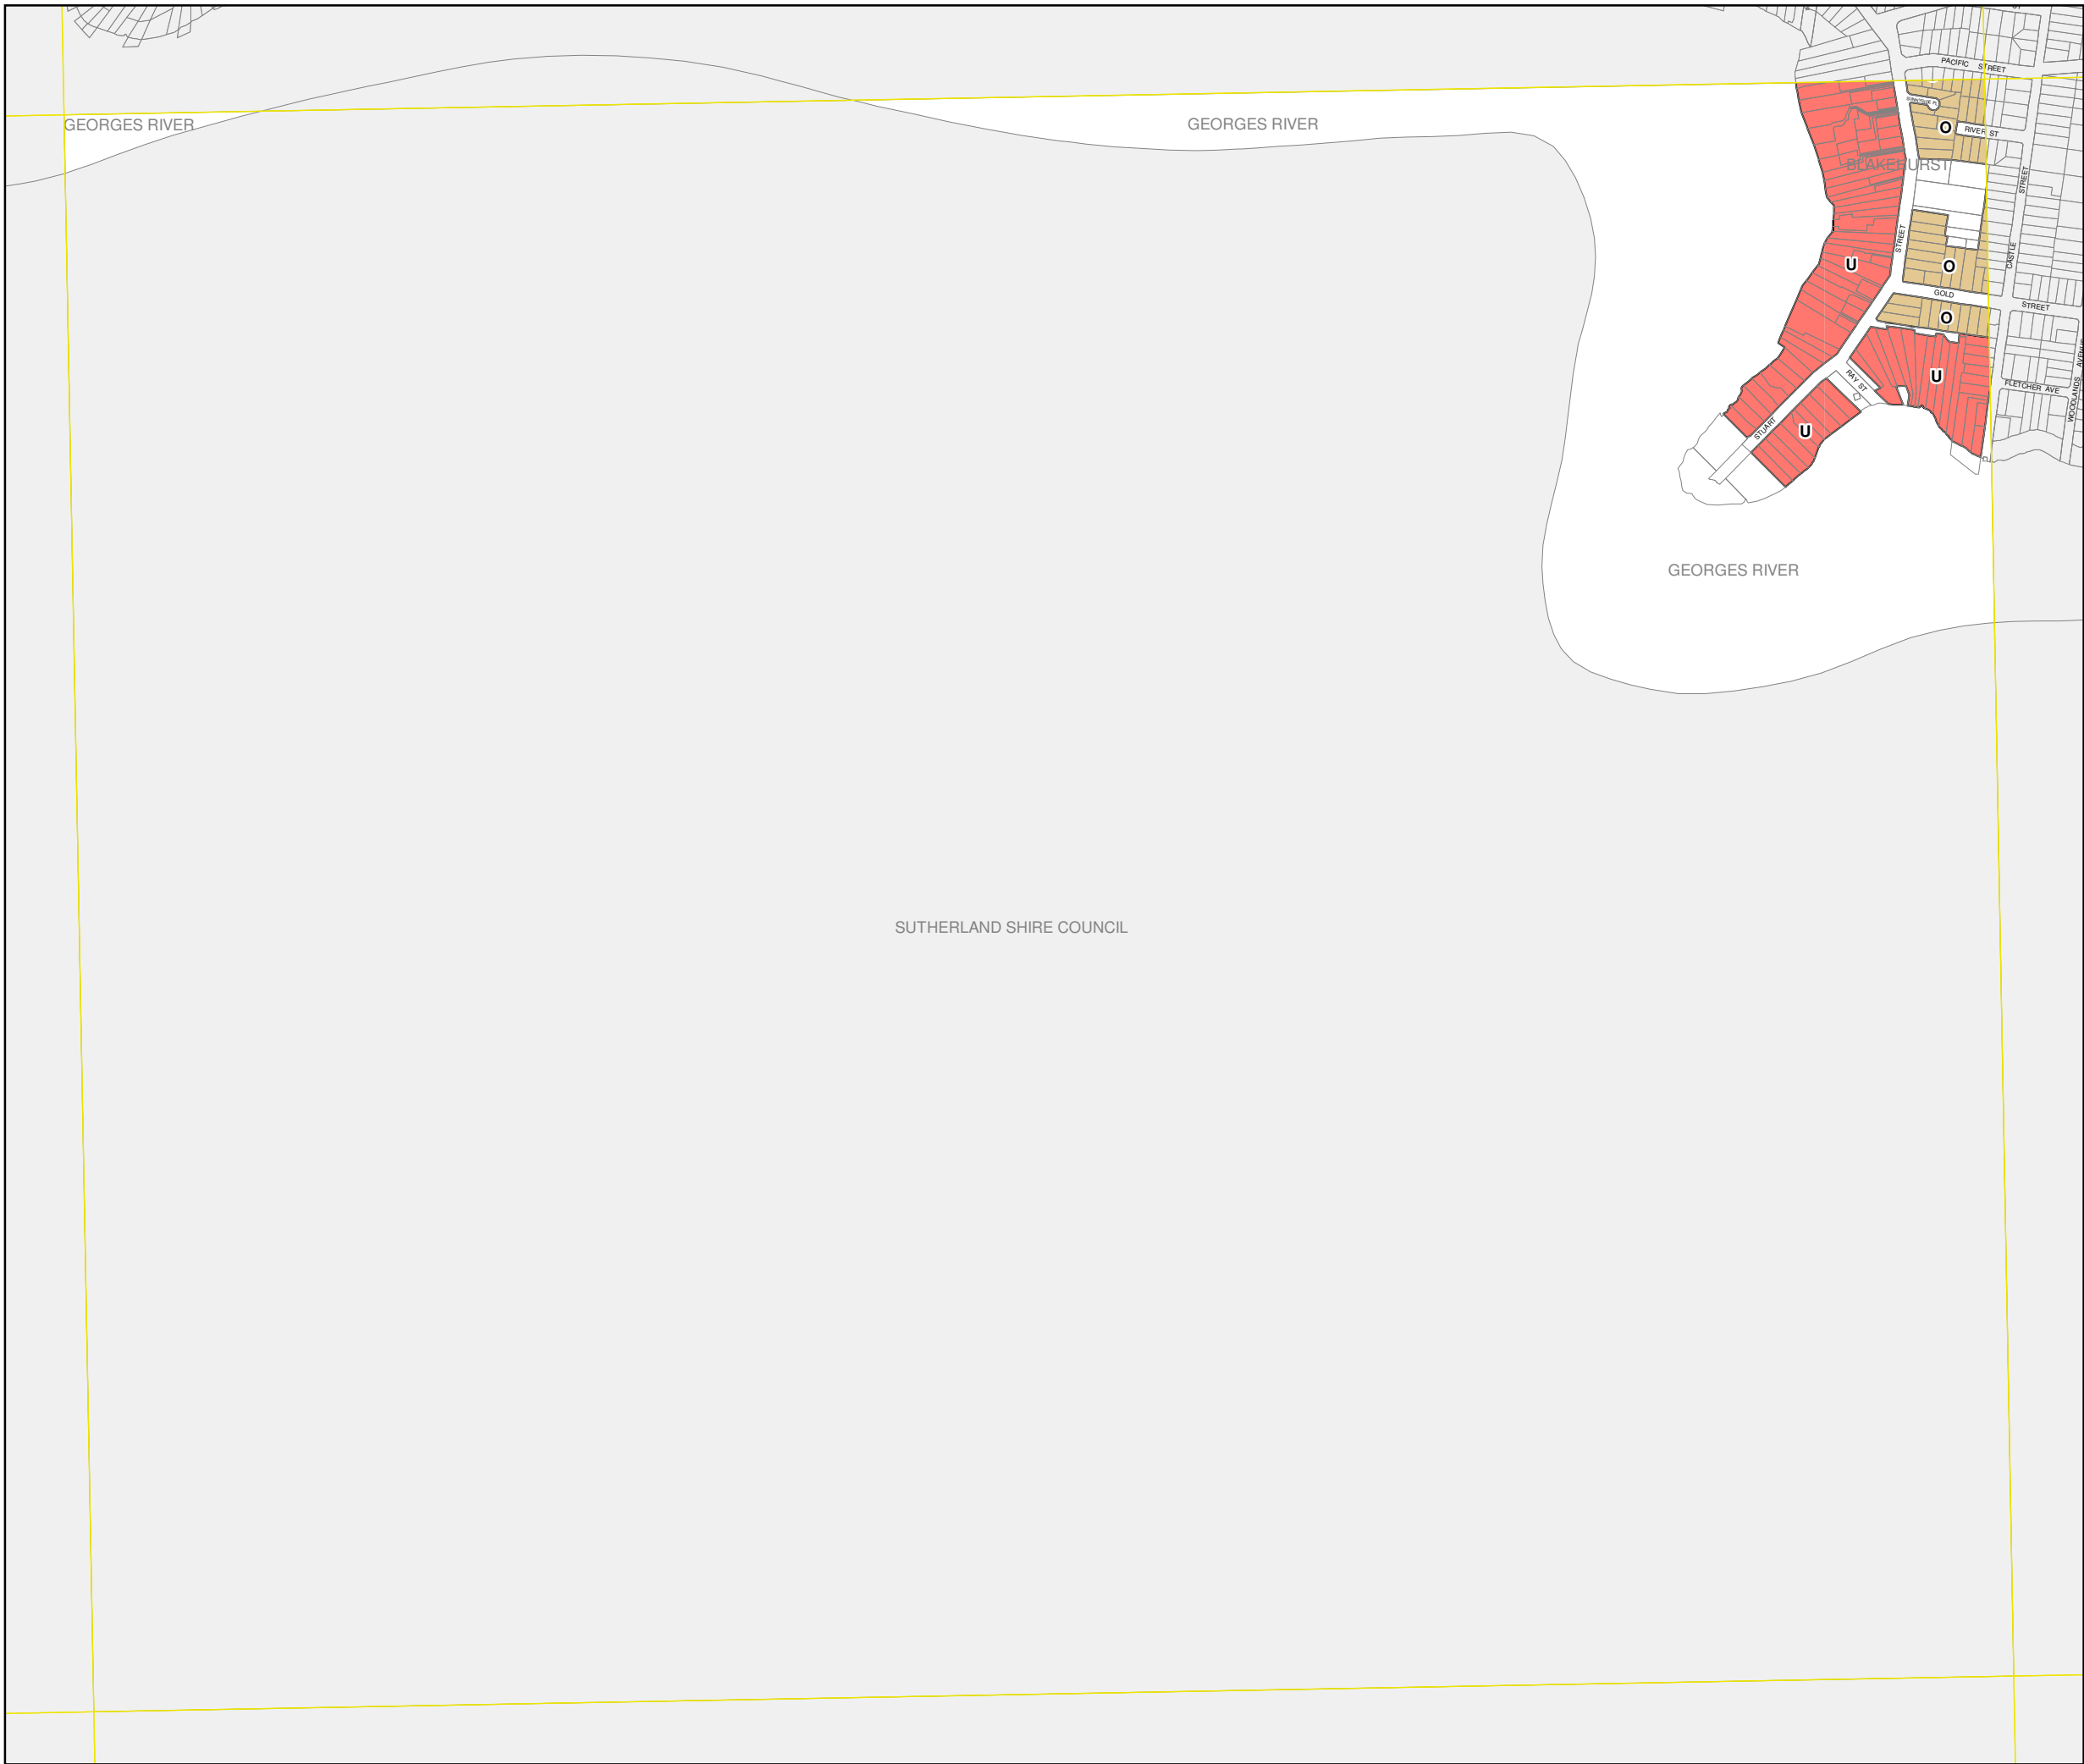 PACIFIC STREET
GEORGES RIVER
GEORGES RIVER
O
RIVER ST
BLAKEHURST
STREET
STREET
CASTLE
U
O
GOLD
STREET
O
AVENUE
RAY ST
U
FLETCHER AVE
WOODLANDS
STUART
U
GEORGES RIVER
SUTHERLAND SHIRE COUNCIL